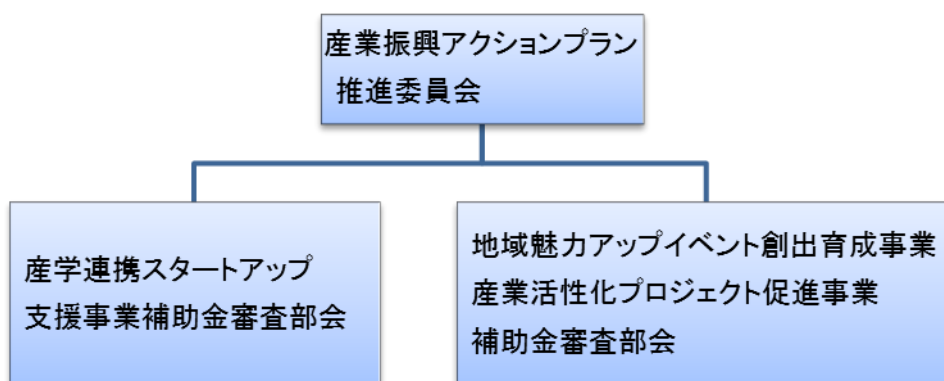 産業振興アクションプラン
推進委員会
産学連携スタートアップ
支援事業補助金審査部会
地域魅力アップイベント創出育成事業
産業活性化プロジェクト促進事業
補助金審査部会